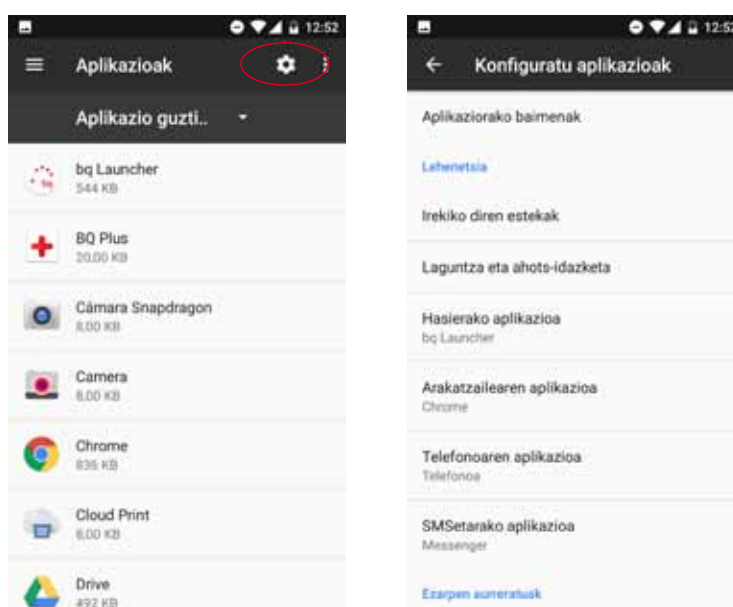 12:52
Aplikazioak
Aplikazio guzti..
bq Launcher
544 KB
BQ Plus
20,00 KB
Cámara Snapdragon
8,00 KB
Camera
8,00 KB
Chrome
836 KB
Cloud Print
8,00 KB
Drive
492 KB
12:52
Konfiguratu aplikazioak
Aplikaziorako baimenak
Lehenetsia
Irekiko diren estekak
Laguntza eta ahots-idazketa
Hasierako aplikazioa
bq Launcher
Arakatzailearen aplikazioa
Chrome
Telefonoaren aplikazioa
Telefonoa
SMSetarako aplikazioa
Messenger
Ezarpen aurreratuak